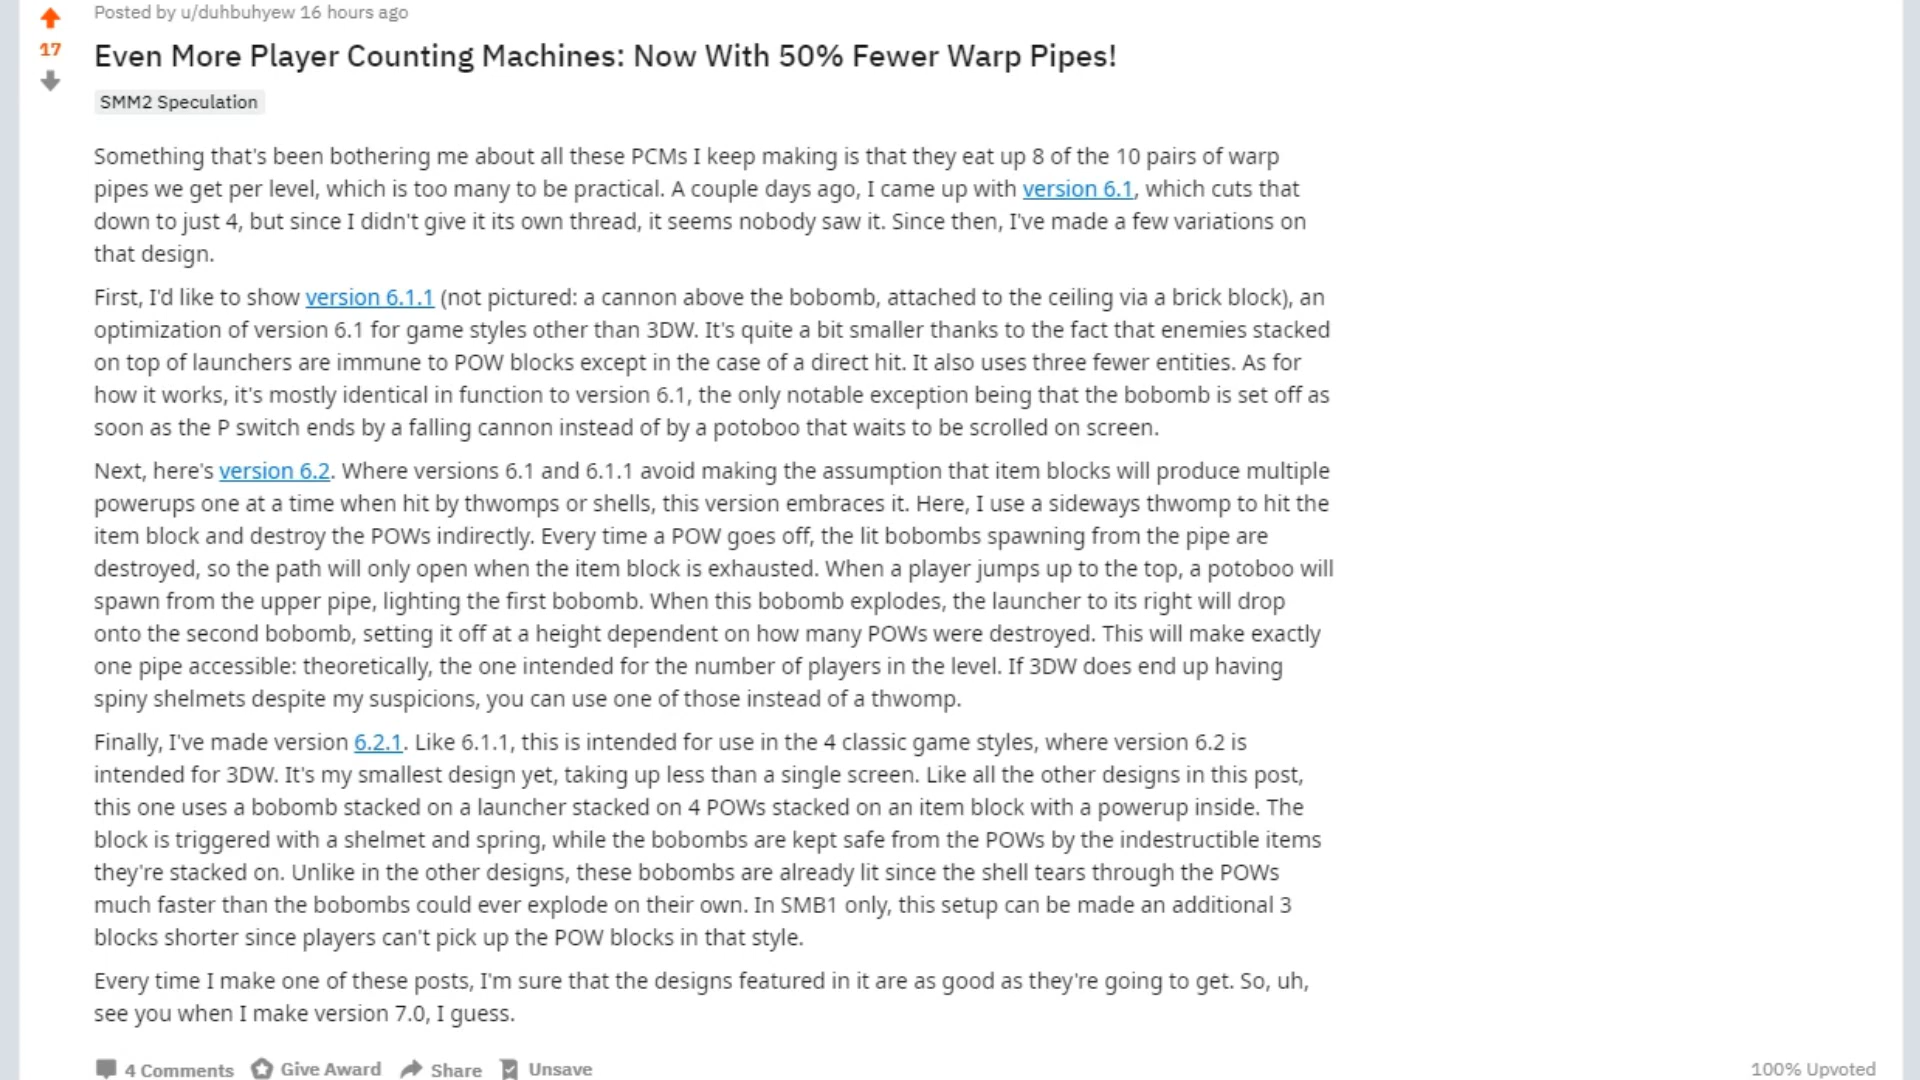 Posted by u/duhbuhyew 16 hours ago
17
Even More Player Counting Machines: Now With 50% Fewer Warp Pipes!
SMM2 Speculation
Something that's been bothering me about all these PCMs I keep making is that they eat up 8 of the 10 pairs of warp
pipes we get per level, which is too many to be practical. A couple days ago, I came up with version 6.1, which cuts that
down to just 4, but since I didn't give it its own thread, it seems nobody saw it. Since then, I've made a few variations on
that design.
First, I'd like to show version 6.1.1 (not pictured: a cannon above the bobomb, attached to the ceiling via a brick block), an
optimization of version 6.1 for game styles other than 3DW. It's quite a bit smaller thanks to the fact that enemies stacked
on top of launchers are immune to POW blocks except in the case of a direct hit. It also uses three fewer entities. As for
how it works, it's mostly identical in function to version 6.1, the only notable exception being that the bobomb is set off as
soon as the P switch ends by a falling cannon instead of by a potoboo that waits to be scrolled on screen.
Next, here's version 6.2. Where versions 6.1 and 6.1.1 avoid making the assumption that item blocks will produce multiple
powerups one at a time when hit by thwomps or shells, this version embraces it. Here, I use a sideways thwomp to hit the
item block and destroy the POWs indirectly. Every time a POW goes off, the lit bobombs spawning from the pipe are
destroyed, so the path will only open when the item block is exhausted. When a player jumps up to the top, a potoboo will
spawn from the upper pipe, lighting the first bobomb. When this bobomb explodes, the launcher to its right will drop
onto the second bobomb, setting it off at a height dependent on how many POWs were destroyed. This will make exactly
one pipe accessible: theoretically, the one intended for the number of players in the level. If 3DW does end up having
spiny shelmets despite my suspicions, you can use one of those instead of a thwomp.
Finally, I've made version 6.2.1. Like 6.1.1, this is intended for use in the 4 classic game styles, where version 6.2 is
intended for 3DW. It's my smallest design yet, taking up less than a single screen. Like all the other designs in this post,
this one uses a bobomb stacked on a launcher stacked on 4 POWs stacked on an item block with a powerup inside. The
block is triggered with a shelmet and spring, while the bobombs are kept safe from the POWs by the indestructible items
they're stacked on. Unlike in the other designs, these bobombs are already lit since the shell tears through the POWs
much faster than the bobombs could ever explode on their own. In SMB1 only, this setup can be made an additional 3
blocks shorter since players can't pick up the POW blocks in that style.
Every time I make one of these posts, I'm sure that the designs featured in it are as good as they're going to get. So, uh,
see you when I make version 7.0, I guess.
4 Comments Give Award Share Unsave 100% Upvoted